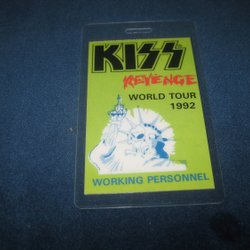 KISS
REVENGE
WORLD TOUR
1992
WORKING PERSONNEL